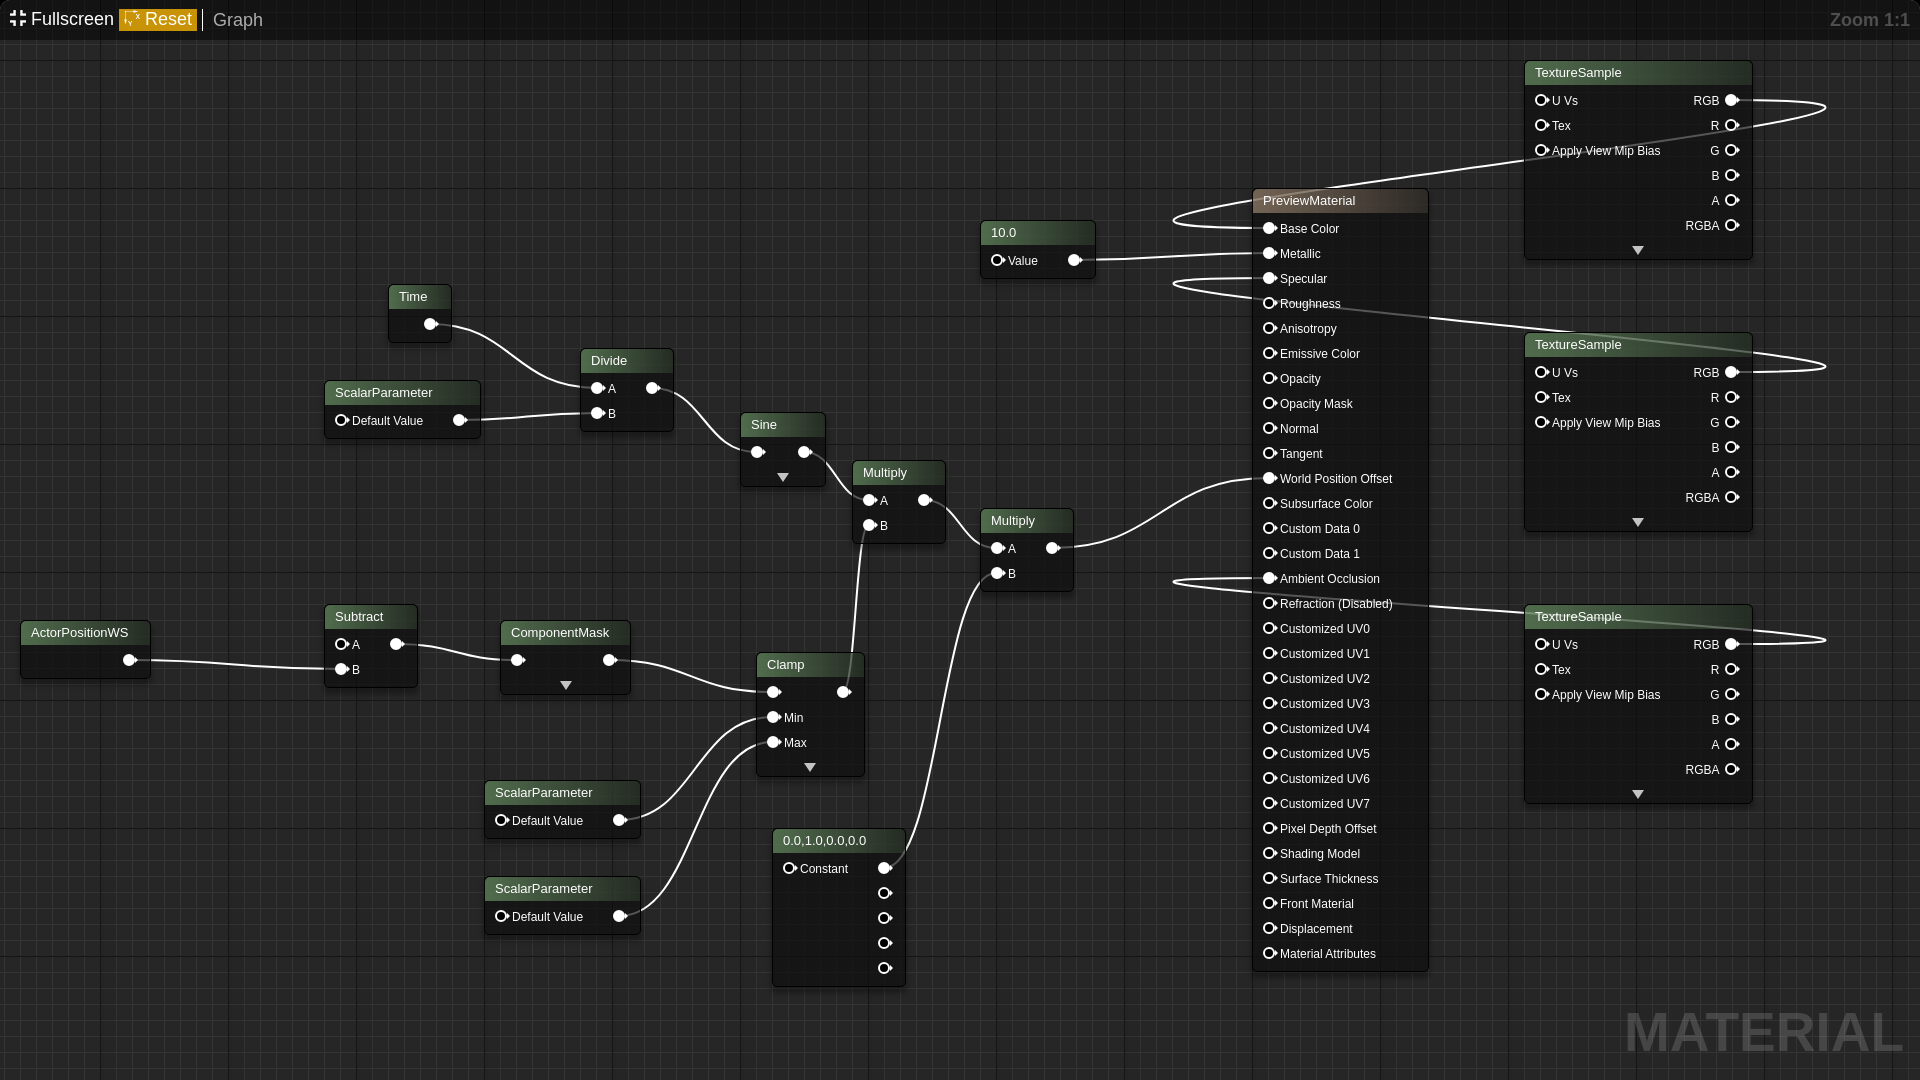 Fullscreen Reset Graph
Zoom 1:1
Time
ScalarParameter
Default Value
Divide
A
B
Sine
Multiply
A
B
Multiply
A
B
ActorPositionWS
Subtract
A
B
ComponentMask
Clamp
Min
Max
ScalarParameter
Default Value
ScalarParameter
Default Value
0.0,1.0,0.0,0.0
Constant
10.0
Value
PreviewMaterial
Base Color
Metallic
Specular
Roughness
Anisotropy
Emissive Color
Opacity
Opacity Mask
Normal
Tangent
World Position Offset
Subsurface Color
Custom Data 0
Custom Data 1
Ambient Occlusion
Refraction (Disabled)
Customized UV0
Customized UV1
Customized UV2
Customized UV3
Customized UV4
Customized UV5
Customized UV6
Customized UV7
Pixel Depth Offset
Shading Model
Surface Thickness
Front Material
Displacement
Material Attributes
TextureSample
U Vs RGB
Tex R
Apply View Mip Bias G
B
A
RGBA
TextureSample
U Vs RGB
Tex R
Apply View Mip Bias G
B
A
RGBA
TextureSample
U Vs RGB
Tex R
Apply View Mip Bias G
B
A
RGBA
MATERIAL